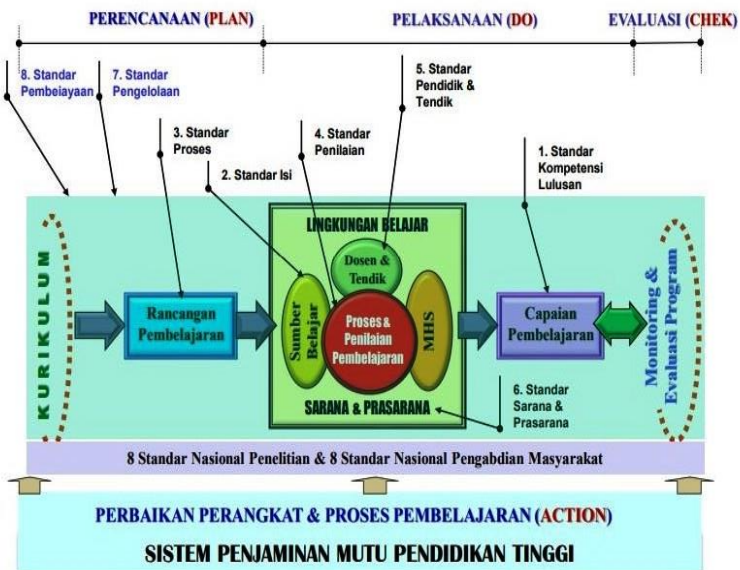 PERENCANAAN (PLAN)
PELAKSANAAN (DO)
EVALUASI (CHEK)
8. Standar
Pembeiayaan
7. Standar
Pengelolaan
5. Standar
Pendidik &
Tendik
3. Standar
Proses
4. Standar
Penilaian
2. Standar Isi
1. Standar
Kompetensi
Lulusan
LINGKUNGAN BELAJAR
KURIKULUM
Rancangan
Pembelajaran
Sumber
Belajar
Dosen &
Tendik
Proses &
Penilaian
Pembelajaran
MHS
Capaian
Pembelajaran
Monitoring &
Evaluasi Program
SARANA & PRASARANA
6. Standar
Sarana &
Prasarana
8 Standar Nasional Penelitian & 8 Standar Nasional Pengabdian Masyarakat
PERBAIKAN PERANGKAT & PROSES PEMBELAJARAN (ACTION)
SISTEM PENJAMINAN MUTU PENDIDIKAN TINGGI